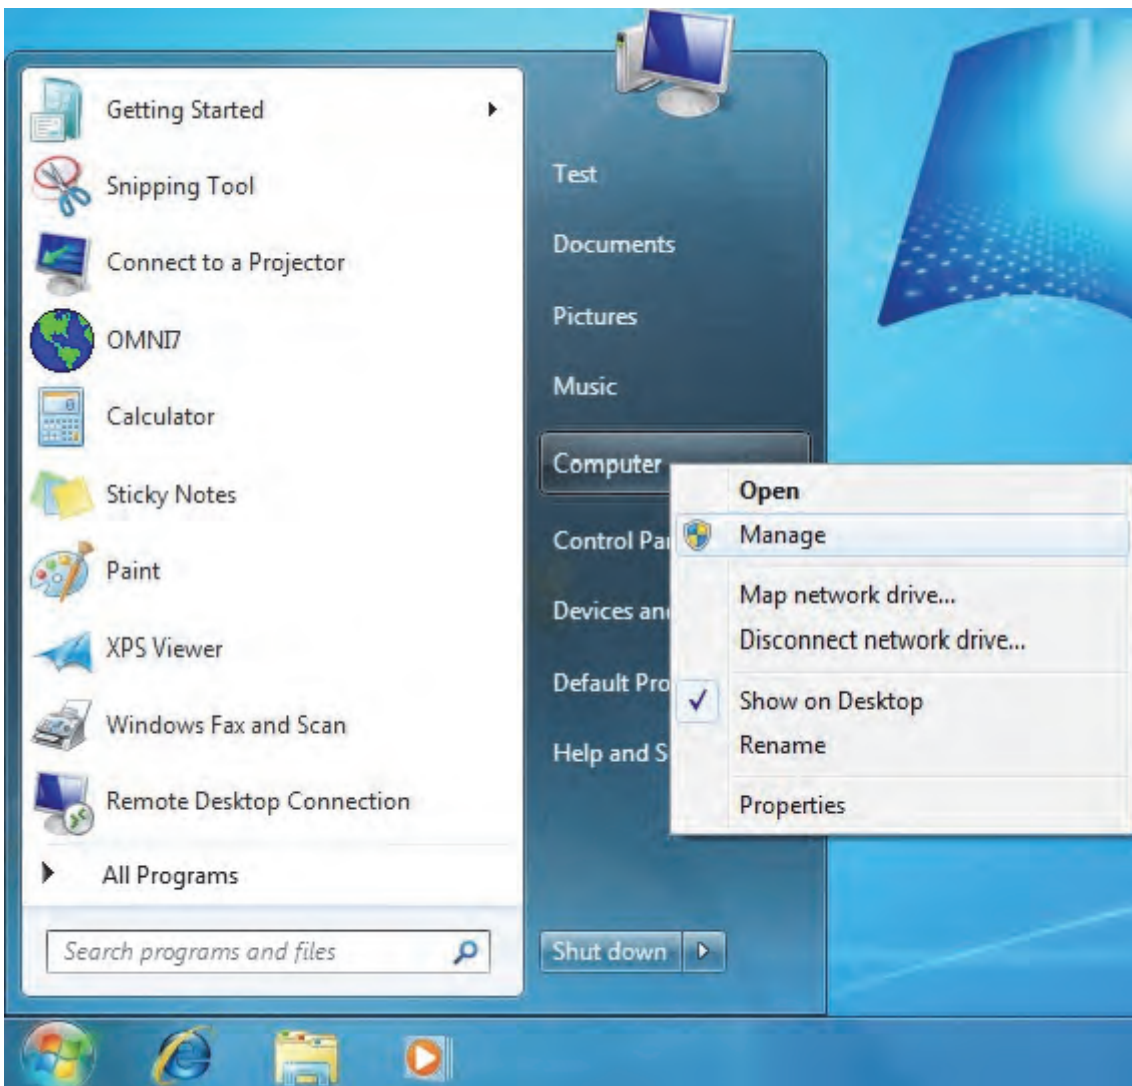 Getting Started
Snipping Tool
Connect to a Projector
OMNI7
Calculator
Sticky Notes
Paint
XPS Viewer
Windows Fax and Scan
Remote Desktop Connection
All Programs
Search programs and files
Test
Documents
Pictures
Music
Computer
Control Pa
Devices an
Default Pro
Help and S
Shut down
Open
Manage
Map network drive...
Disconnect network drive...
Show on Desktop
Rename
Properties